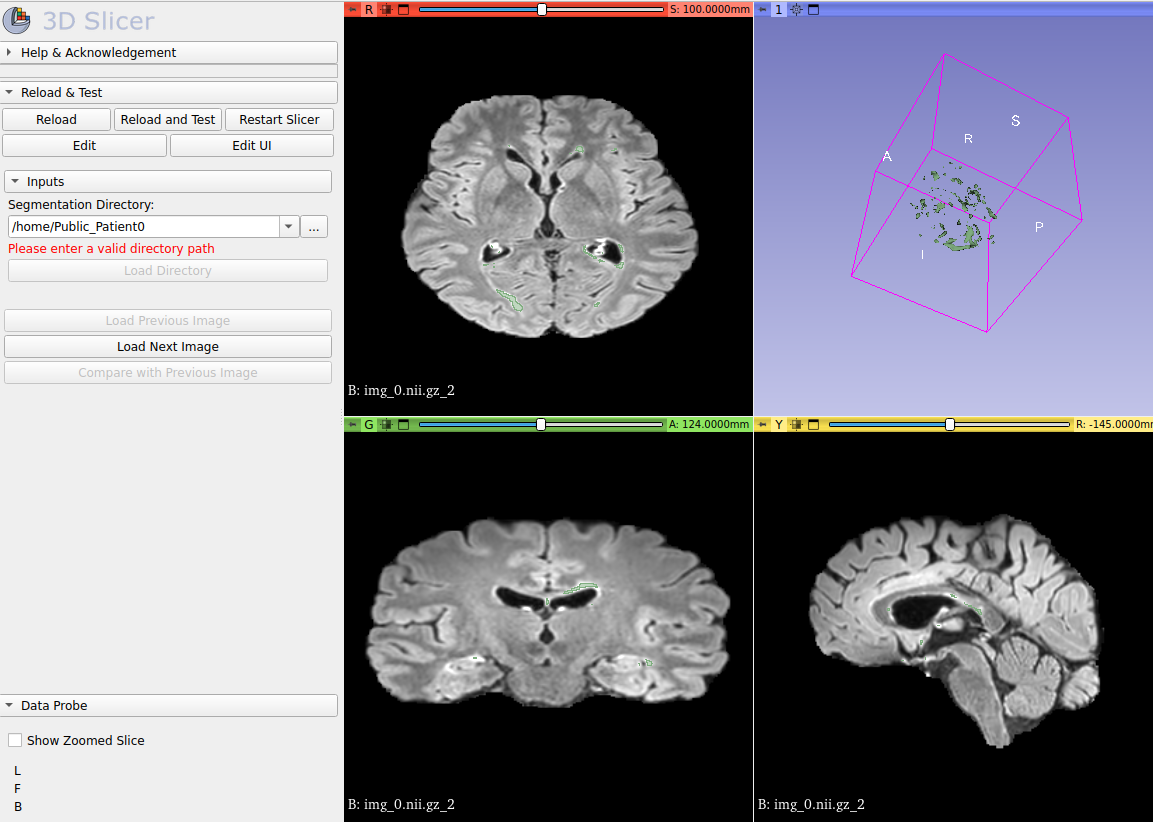 3D Slicer
Help & Acknowledgement
Reload & Test
Reload
Reload and Test
Restart Slicer
Edit
Edit UI
Inputs
Segmentation Directory:
/home/Public_Patient0
...
Please enter a valid directory path
Load Directory
Load Previous Image
Load Next Image
Compare with Previous Image
Data Probe
Show Zoomed Slice
L
F
B
R
S: 100.0000mm
B: img_0.nii.gz_2
1
S
R
A
P
I
G
A: 124.0000mm
B: img_0.nii.gz_2
Y
R: -145.0000mm
B: img_0.nii.gz_2